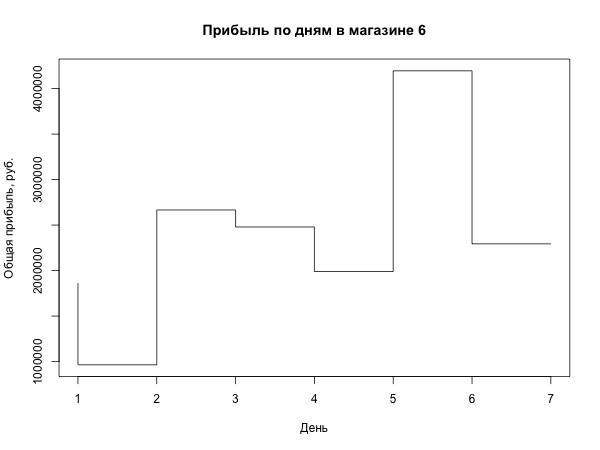 Прибыль по дням в магазине 6
Общая прибыль, руб.
4000000
3000000
2000000
1000000
1 2 3 4 5 6 7
День